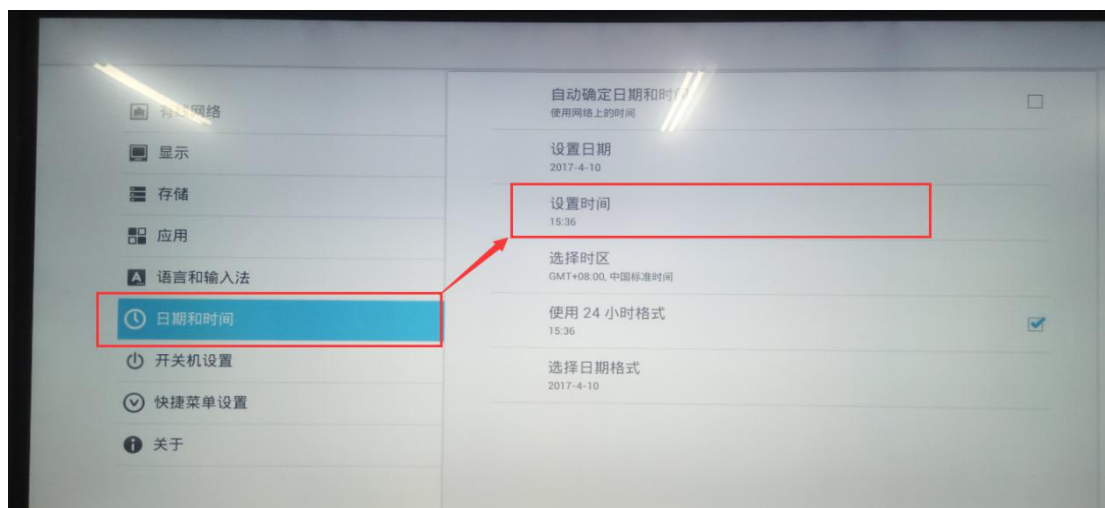 有线网络
显示
存储
应用
语言和输入法
日期和时间
开关机设置
快捷菜单设置
关于
自动确定日期和时间
使用网络上的时间
设置日期
2017-4-10
设置时间
15:36
选择时区
GMT+08:00, 中国标准时间
使用 24 小时格式
15:36
选择日期格式
2017-4-10